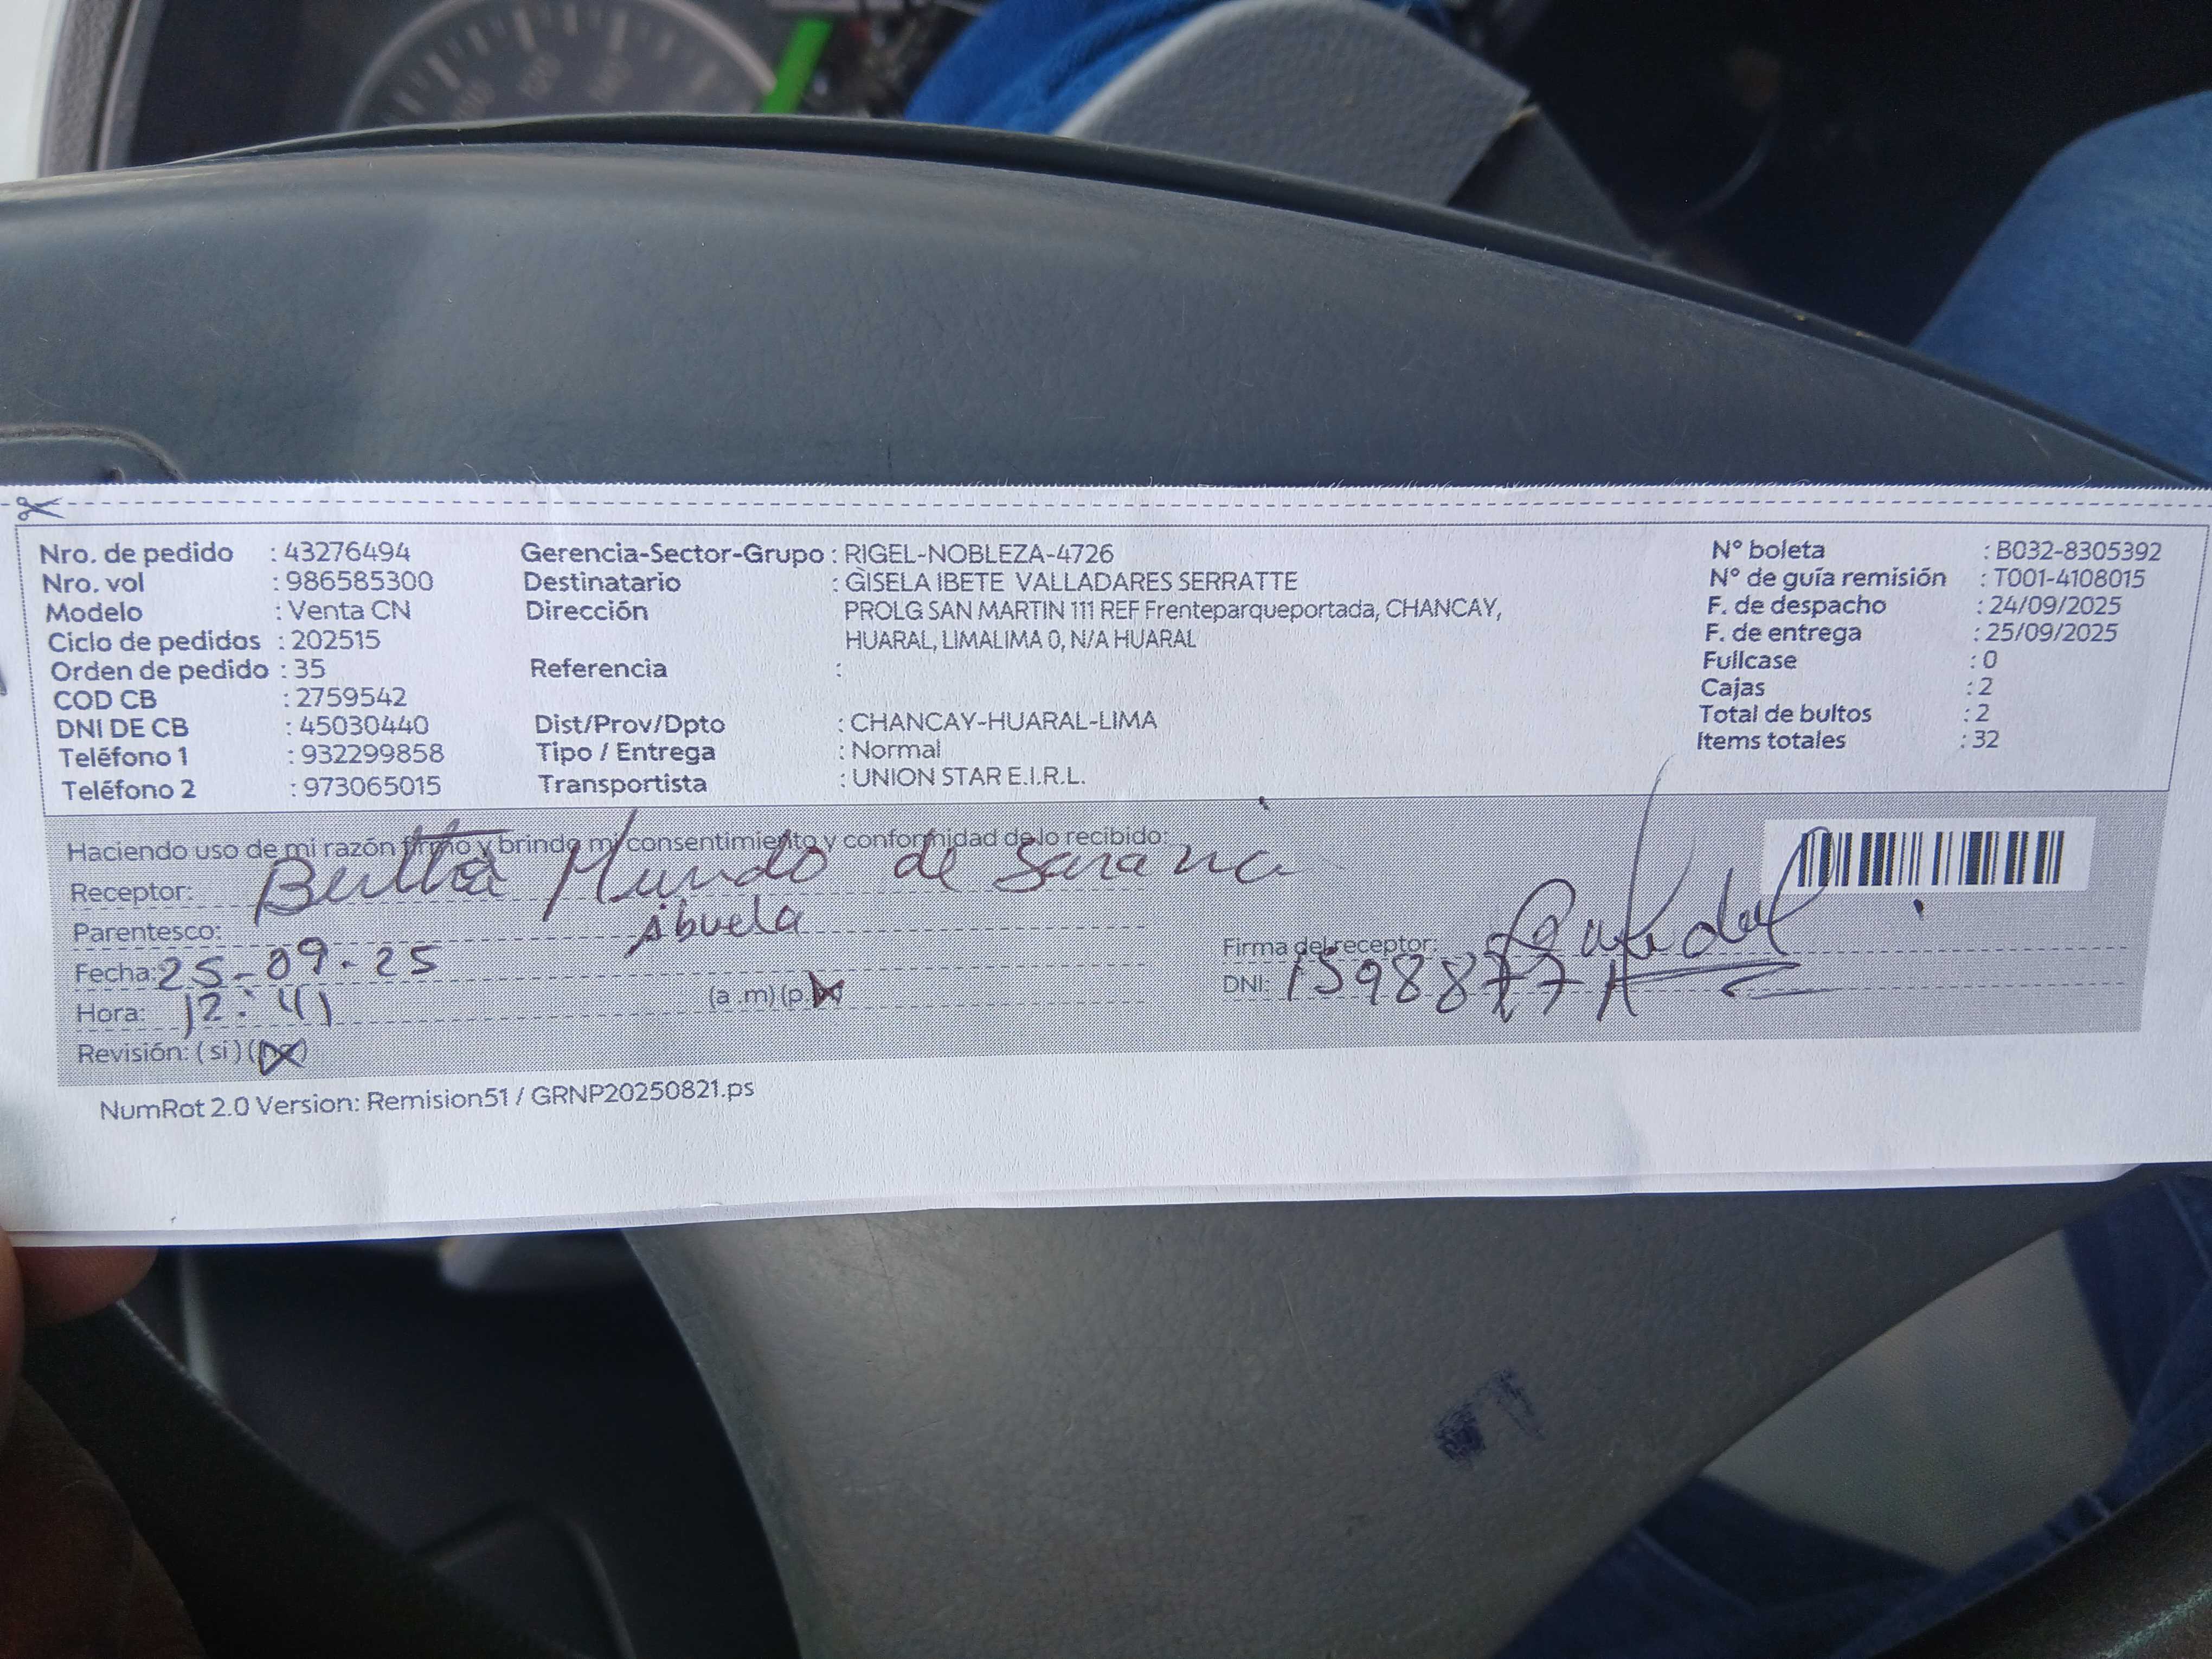 Nro. de pedido : 43276494
Nro. vol : 986585300
Modelo : Venta CN
Ciclo de pedidos : 202515
Orden de pedido : 35
COD CB : 2759542
DNI DE CB : 45030440
Teléfono 1 : 932299858
Teléfono 2 : 973065015
Gerencia-Sector-Grupo : RIGEL-NOBLEZA-4726
Destinatario : GISELA IBETE VALLADARES SERRATTE
Dirección PROLG SAN MARTIN 111 REF Frenteparqueportada, CHANCAY,
HUARAL, LIMALIMA 0, N/A HUARAL
Referencia :
Dist/Prov/Dpto : CHANCAY-HUARAL-LIMA
Tipo / Entrega : Normal
Transportista : UNION STAR E.I.R.L.
N° boleta : B032-8305392
N° de guía remisión : T001-4108015
F. de despacho : 24/09/2025
F. de entrega : 25/09/2025
Fullcase : 0
Cajas : 2
Total de bultos : 2
Items totales : 32
Haciendo uso de mi razón firmo y brindo mi consentimiento y conformidad de lo recibido:
Receptor: Bertha Mundo de
Parentesco: Abuela
Fecha: 25-09-25
Hora: 12:41 (a .m) (p.m)
Revisión: ( si ) (no)
Firma del receptor:
DNI: 1598877
NumRot 2.0 Version: Remision51 / GRNP20250821.ps